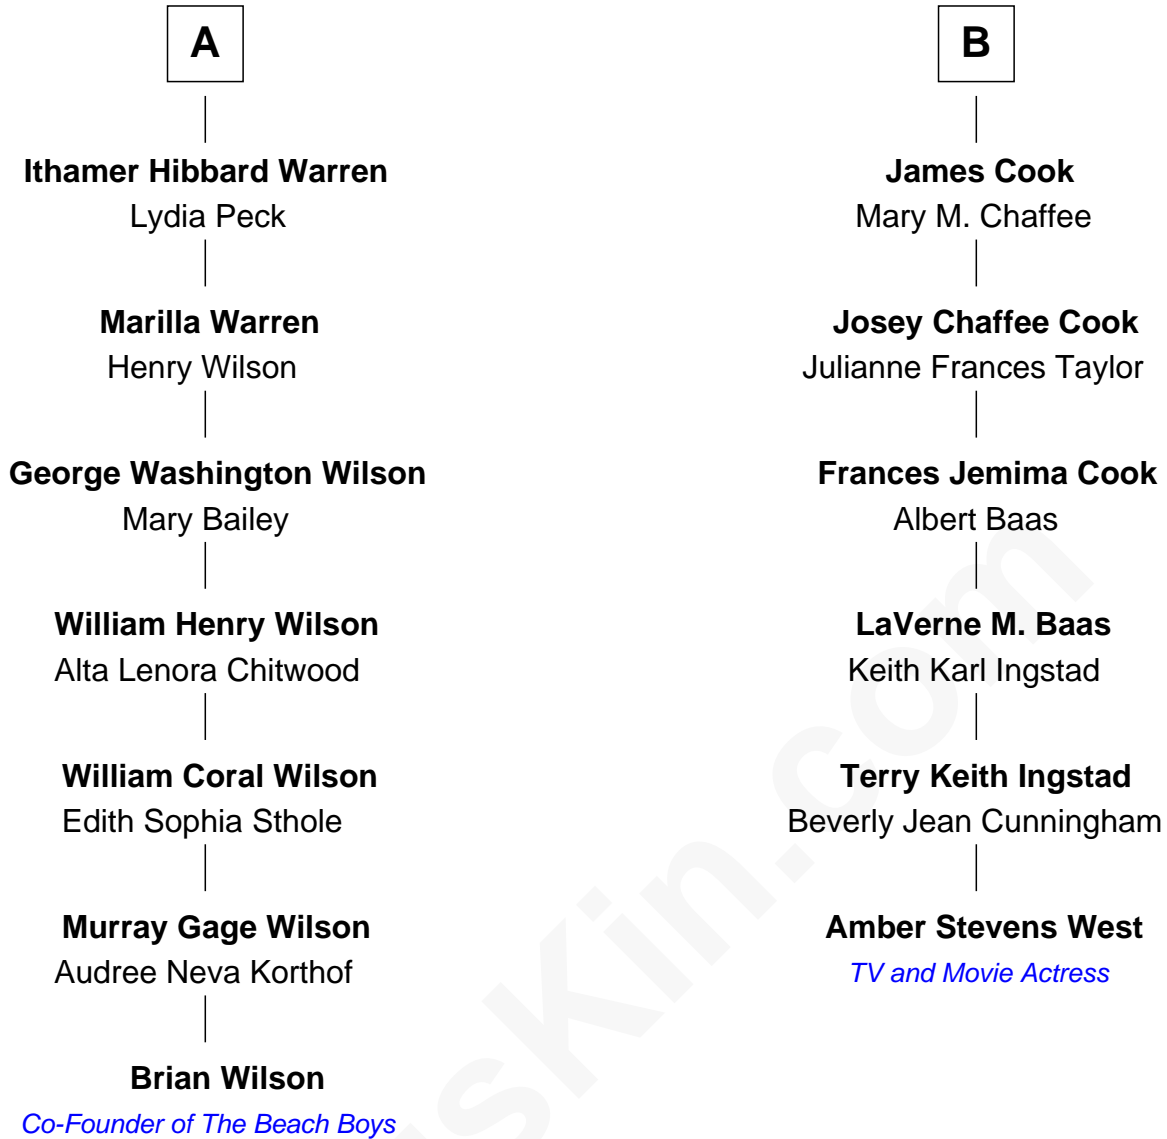 A
Ithamer Hibbard Warren
Lydia Peck
Marilla Warren
Henry Wilson
George Washington Wilson
Mary Bailey
William Henry Wilson
Alta Lenora Chitwood
William Coral Wilson
Edith Sophia Sthole
Murray Gage Wilson
Audree Neva Korthof
Brian Wilson
Co-Founder of The Beach Boys
B
James Cook
Mary M. Chaffee
Josey Chaffee Cook
Julianne Frances Taylor
Frances Jemima Cook
Albert Baas
LaVerne M. Baas
Keith Karl Ingstad
Terry Keith Ingstad
Beverly Jean Cunningham
Amber Stevens West
TV and Movie Actress